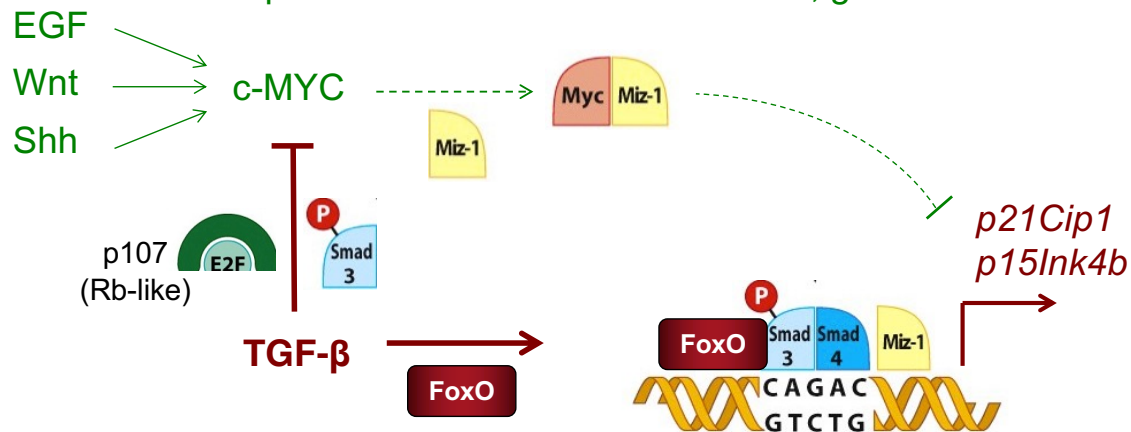 EGF
Wnt
Shh
c-MYC
Myc Miz-1
Miz-1
p107
(Rb-like)
E2F
P
Smad
3
p21Cip1
p15Ink4b
TGF-β
FoxO
P
FoxO
Smad Smad
3 4
Miz-1
CAGAC
GTCTG